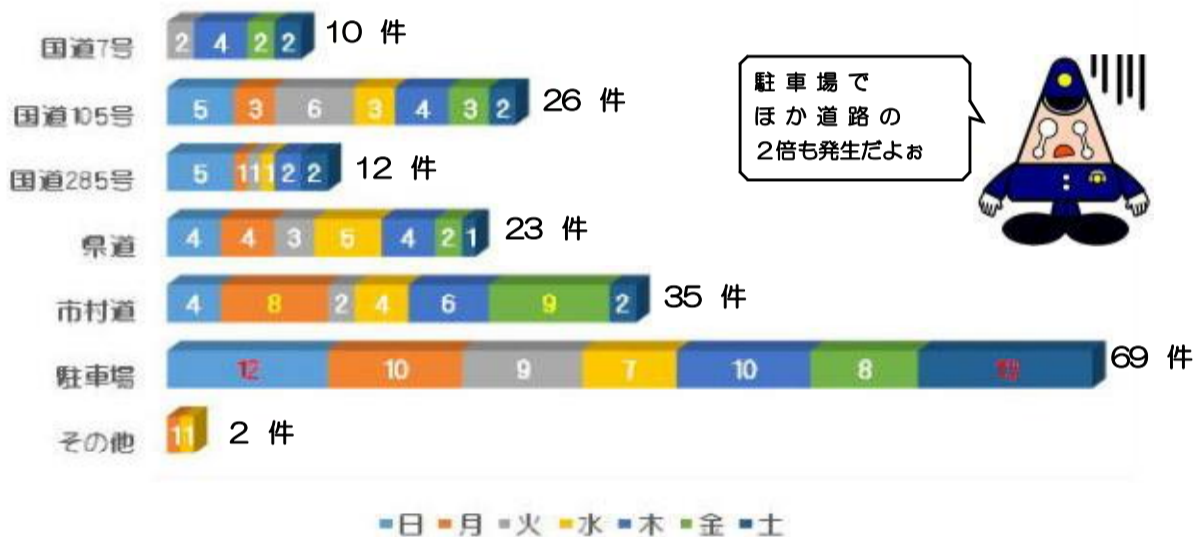 国道7号 2 4 2 2 10 件
国道105号 5 3 6 3 4 3 2 26 件
国道285号 5 1 1 1 2 2 12 件
県道 4 4 3 5 4 2 1 23 件
市村道 4 8 2 4 6 9 2 35 件
駐車場 12 10 9 7 10 8 69 件
その他 1 1 2 件
日 月 火 水 木 金 土
駐車場で
ほか道路の
2倍も発生だよぉ